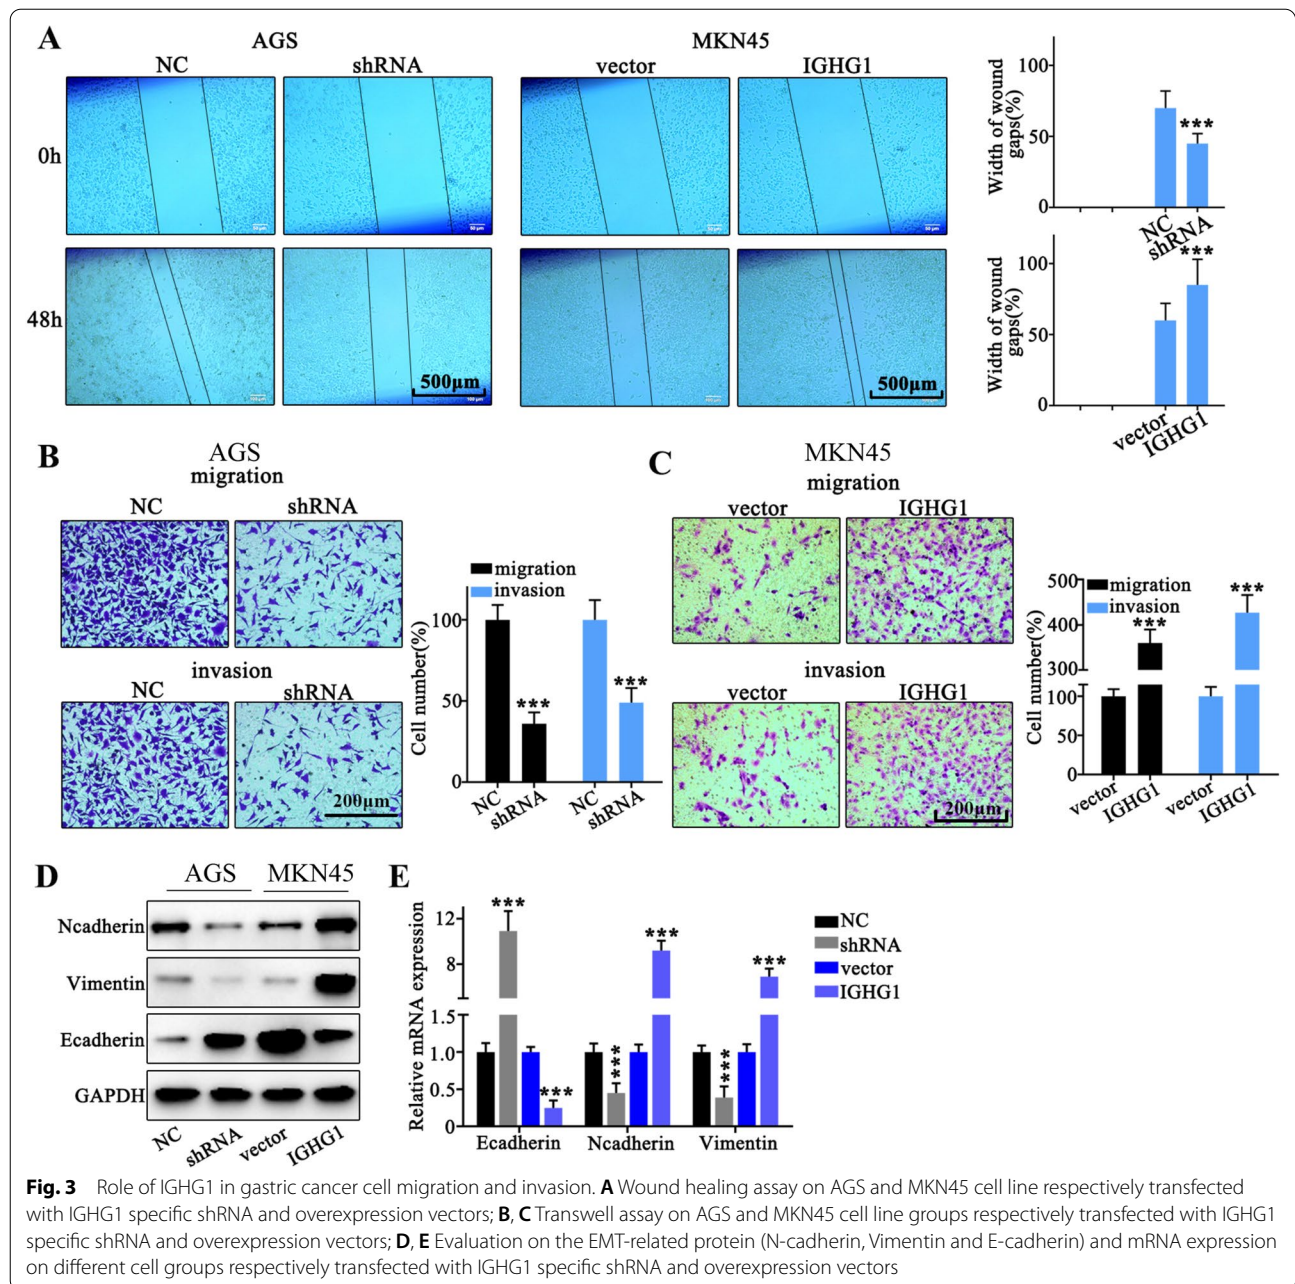 A
AGS
MKN45
NC
shRNA
vector
IGHG1
0h
48h
500µm
500µm
Width of wound
gaps(%)
100
50
0
***
NC
shRNA
Width of wound
gaps(%)
100
50
0
***
vector
IGHG1
B
AGS
migration
NC
shRNA
invasion
NC
shRNA
200µm
migration
invasion
Cell number(%)
100
50
0
***
***
NC
shRNA
NC
shRNA
C
MKN45
migration
vector
IGHG1
invasion
vector
IGHG1
200µm
migration
invasion
Cell number(%)
500
400
300
100
50
0
***
***
vector
IGHG1
vector
IGHG1
D
AGS
MKN45
Ncadherin
Vimentin
Ecadherin
GAPDH
NC
shRNA
vector
IGHG1
E
Relative mRNA expression
12
8
1.5
1.0
0.5
0
***
***
***
***
***
***
Ecadherin
Ncadherin
Vimentin
NC
shRNA
vector
IGHG1
Fig. 3 Role of IGHG1 in gastric cancer cell migration and invasion. A Wound healing assay on AGS and MKN45 cell line respectively transfected
with IGHG1 specific shRNA and overexpression vectors; B, C Transwell assay on AGS and MKN45 cell line groups respectively transfected with IGHG1
specific shRNA and overexpression vectors; D, E Evaluation on the EMT-related protein (N-cadherin, Vimentin and E-cadherin) and mRNA expression
on different cell groups respectively transfected with IGHG1 specific shRNA and overexpression vectors